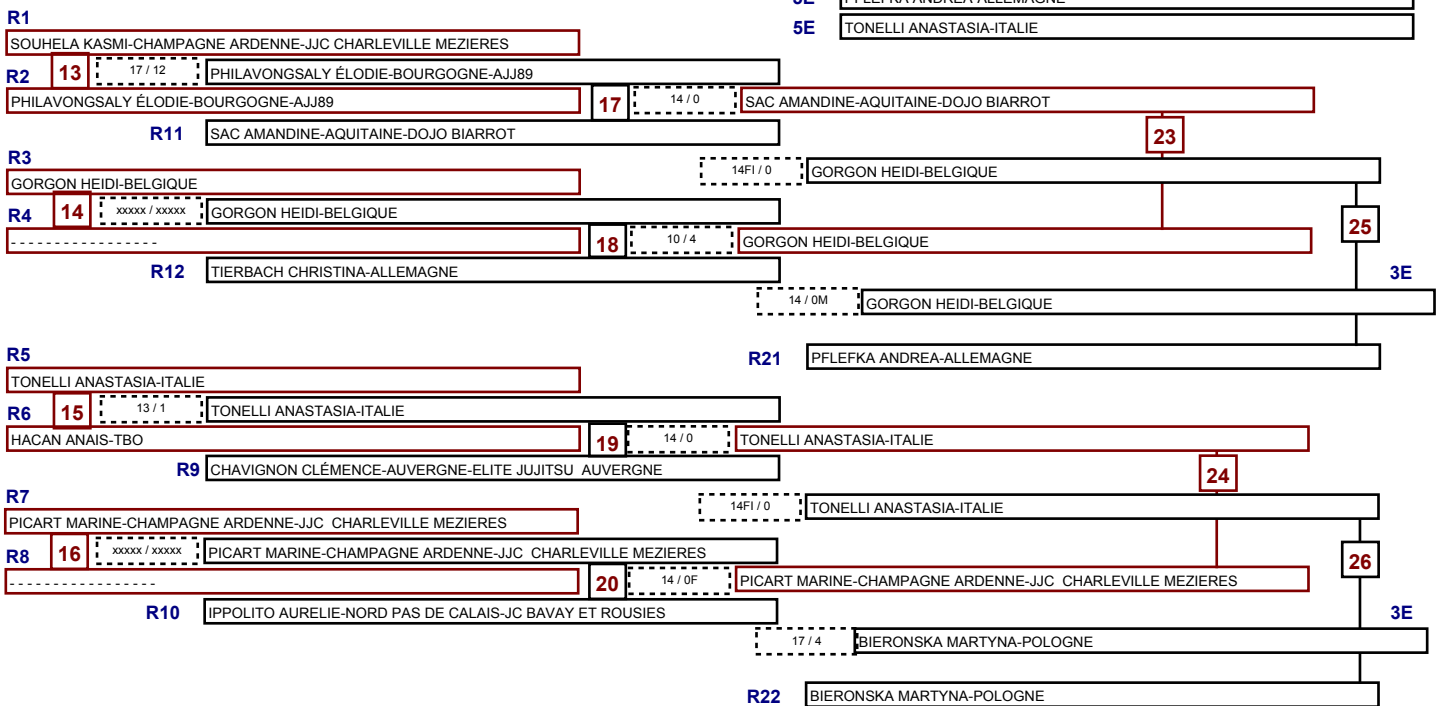 5E PFLEFKA ANDREA-ALLEMAGNE
R1
5E TONELLI ANASTASIA-ITALIE
SOUHELA KASMI-CHAMPAGNE ARDENNE-JJC CHARLEVILLE MEZIERES
R2 13 17 / 12 PHILAVONGSALY ÉLODIE-BOURGOGNE-AJJ89
PHILAVONGSALY ÉLODIE-BOURGOGNE-AJJ89 17 14 / 0 SAC AMANDINE-AQUITAINE-DOJO BIARROT
R11 SAC AMANDINE-AQUITAINE-DOJO BIARROT 23
R3
14FI / 0 GORGON HEIDI-BELGIQUE
GORGON HEIDI-BELGIQUE
R4 14 xxxxx / xxxxx GORGON HEIDI-BELGIQUE 25
- - - - - - - - - - - - - - - - - 18 10 / 4 GORGON HEIDI-BELGIQUE
R12 TIERBACH CHRISTINA-ALLEMAGNE 3E
14 / 0M GORGON HEIDI-BELGIQUE
R5
R21 PFLEFKA ANDREA-ALLEMAGNE
TONELLI ANASTASIA-ITALIE
R6 15 13 / 1 TONELLI ANASTASIA-ITALIE
HACAN ANAIS-TBO 19 14 / 0 TONELLI ANASTASIA-ITALIE
R9 CHAVIGNON CLÉMENCE-AUVERGNE-ELITE JUJITSU  AUVERGNE 24
R7
14FI / 0 TONELLI ANASTASIA-ITALIE
PICART MARINE-CHAMPAGNE ARDENNE-JJC  CHARLEVILLE MEZIERES
R8 16 xxxxx / xxxxx PICART MARINE-CHAMPAGNE ARDENNE-JJC  CHARLEVILLE MEZIERES 26
- - - - - - - - - - - - - - - - - 20 14 / 0F PICART MARINE-CHAMPAGNE ARDENNE-JJC  CHARLEVILLE MEZIERES
R10 IPPOLITO AURELIE-NORD PAS DE CALAIS-JC BAVAY ET ROUSIES 3E
17 / 4 BIERONSKA MARTYNA-POLOGNE
R22 BIERONSKA MARTYNA-POLOGNE